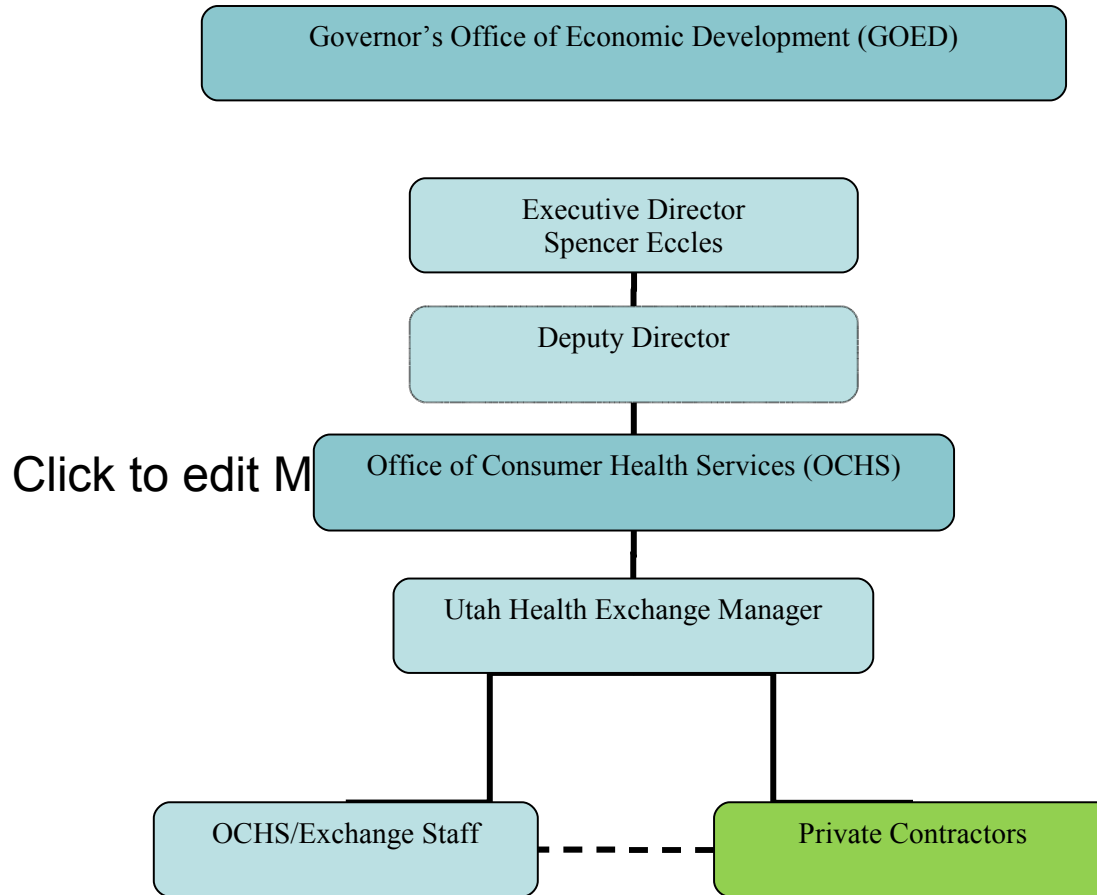 Governor’s Office of Economic Development (GOED)
Executive Director
Spencer Eccles
Deputy Director
Click to edit M
Office of Consumer Health Services (OCHS)
Utah Health Exchange Manager
OCHS/Exchange Staff
Private Contractors